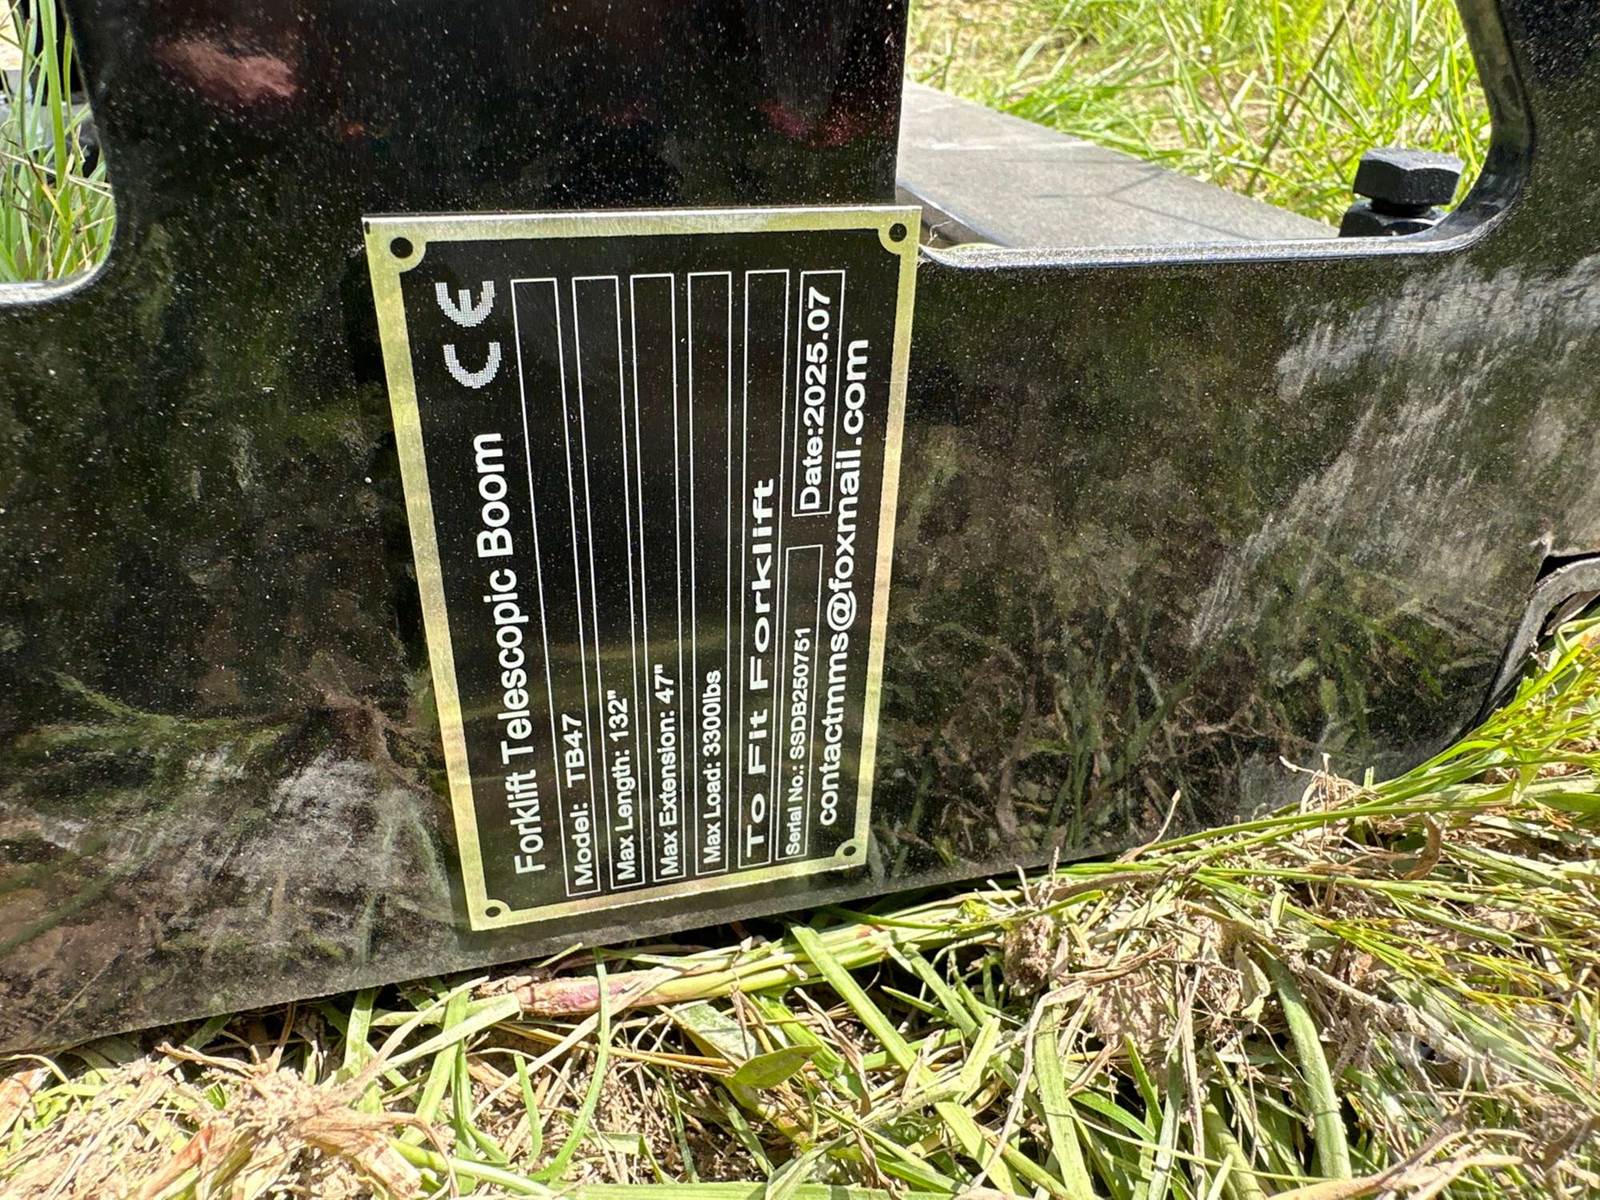 Forklift Telescopic Boom CE
Model: TB47
Max Length: 132"
Max Extension: 47"
Max Load: 3300lbs
To Fit Forklift
Serial No.: SSDB250751 Date:2025.07
contactmms@foxmail.com